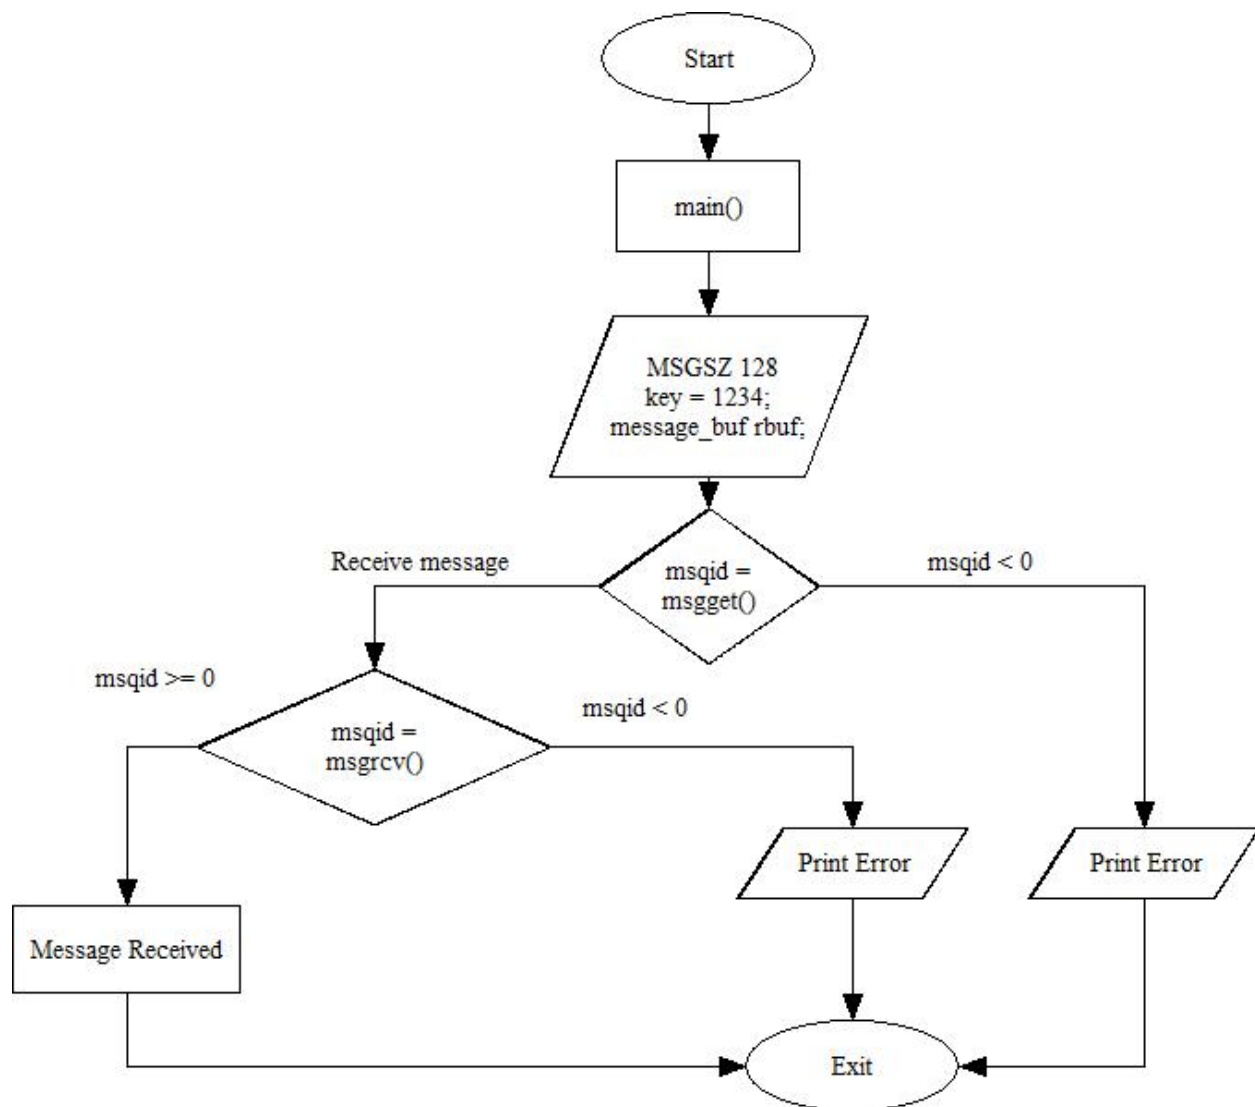 Start
main()
MSGSZ 128
key = 1234;
message_buf rbuf;
Receive message
msqid =
msgget()
msqid < 0
msqid >= 0
msqid =
msgrcv()
msqid < 0
Print Error
Print Error
Message Received
Exit